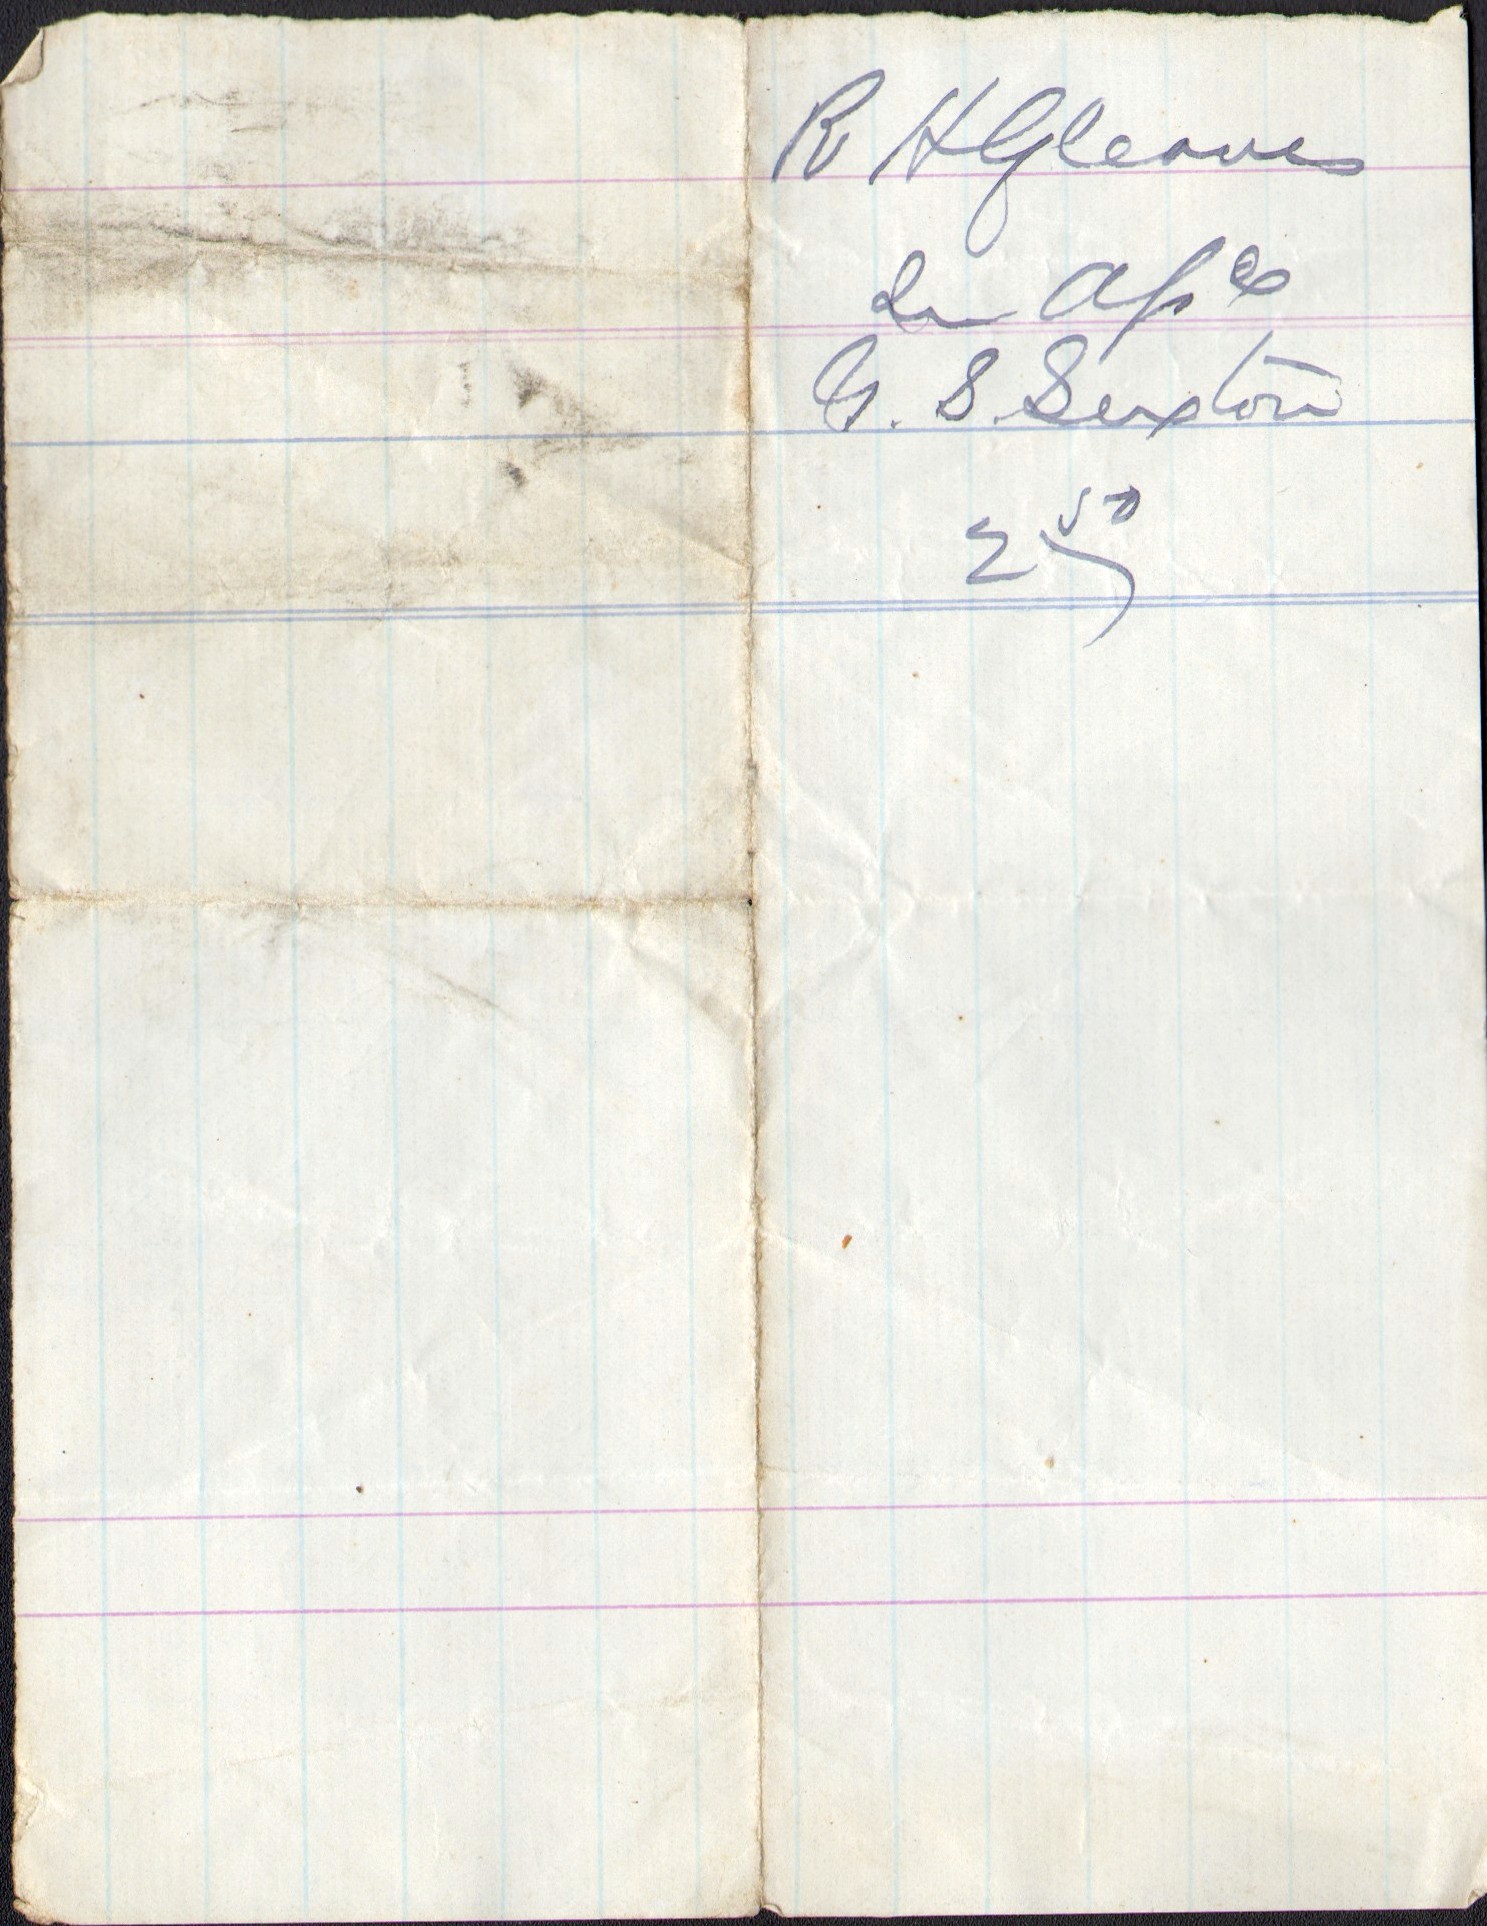 R H Gleaves
In a/c
G. S. Sexton
2 50